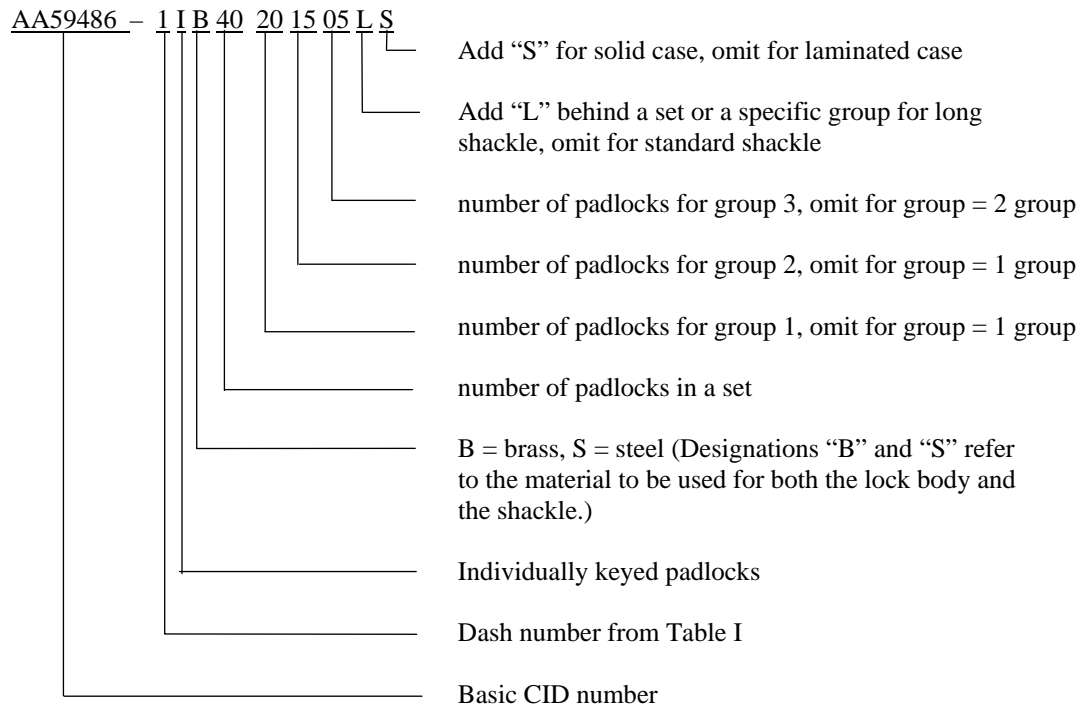 AA59486 – 1 I B 40 20 15 05 L S
Add “S” for solid case, omit for laminated case
Add “L” behind a set or a specific group for long
shackle, omit for standard shackle
number of padlocks for group 3, omit for group = 2 group
number of padlocks for group 2, omit for group = 1 group
number of padlocks for group 1, omit for group = 1 group
number of padlocks in a set
B = brass, S = steel (Designations “B” and “S” refer
to the material to be used for both the lock body and
the shackle.)
Individually keyed padlocks
Dash number from Table I
Basic CID number